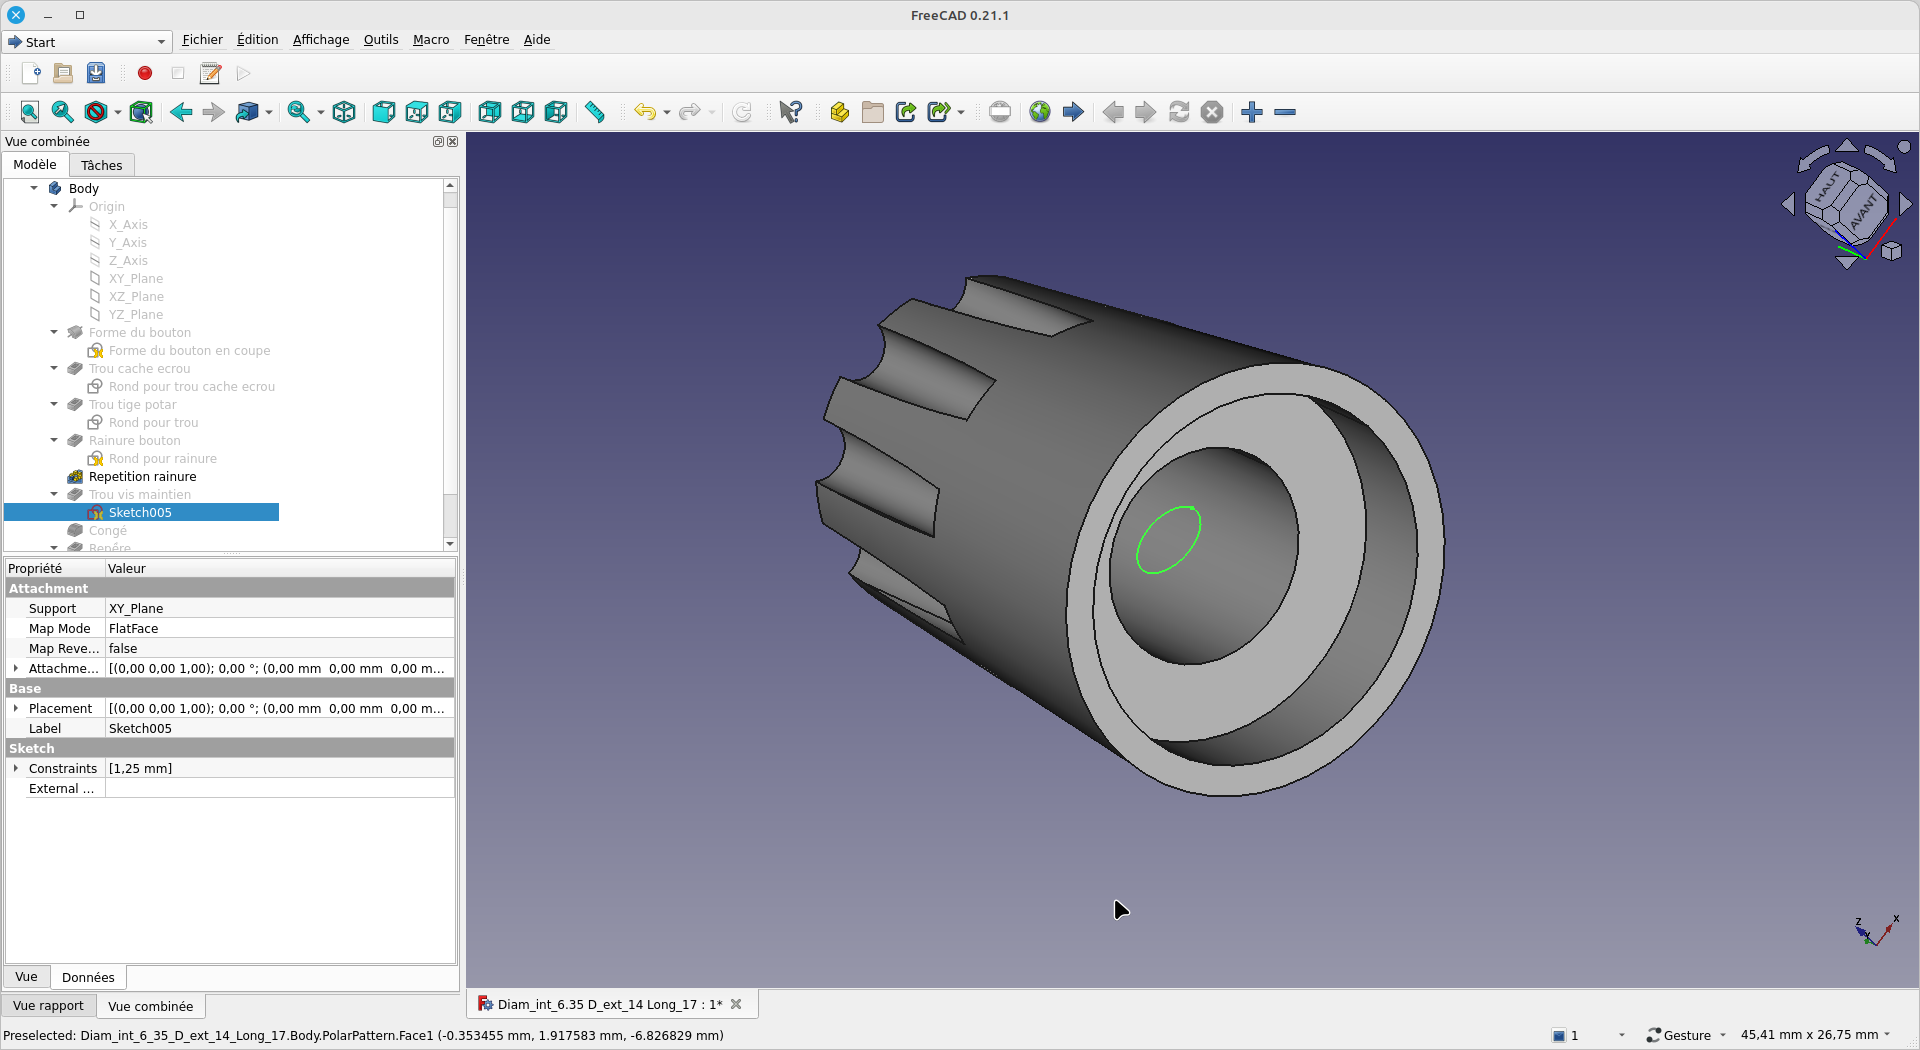 FreeCAD 0.21.1
Start
Fichier Édition Affichage Outils Macro Fenêtre Aide
Vue combinée
Modèle Tâches
Body
Origin
X_Axis
Y_Axis
Z_Axis
XY_Plane
XZ_Plane
YZ_Plane
Forme du bouton
Forme du bouton en coupe
Trou cache ecrou
Rond pour trou cache ecrou
Trou tige potar
Rond pour trou
Rainure bouton
Rond pour rainure
Repetition rainure
Trou vis maintien
Sketch005
Congé
Repére
Propriété Valeur
Attachment
Support XY_Plane
Map Mode FlatFace
Map Reve... false
Attachme... [(0,00 0,00 1,00); 0,00 °; (0,00 mm 0,00 mm 0,00 m...
Base
Placement [(0,00 0,00 1,00); 0,00 °; (0,00 mm 0,00 mm 0,00 m...
Label Sketch005
Sketch
Constraints [1,25 mm]
External ...
Vue Données
Vue rapport Vue combinée
HAUT
AVANT
Z
X
Y
Diam_int_6.35 D_ext_14 Long_17 : 1*
Preselected: Diam_int_6_35_D_ext_14_Long_17.Body.PolarPattern.Face1 (-0.353455 mm, 1.917583 mm, -6.826829 mm)
1
Gesture
45,41 mm x 26,75 mm